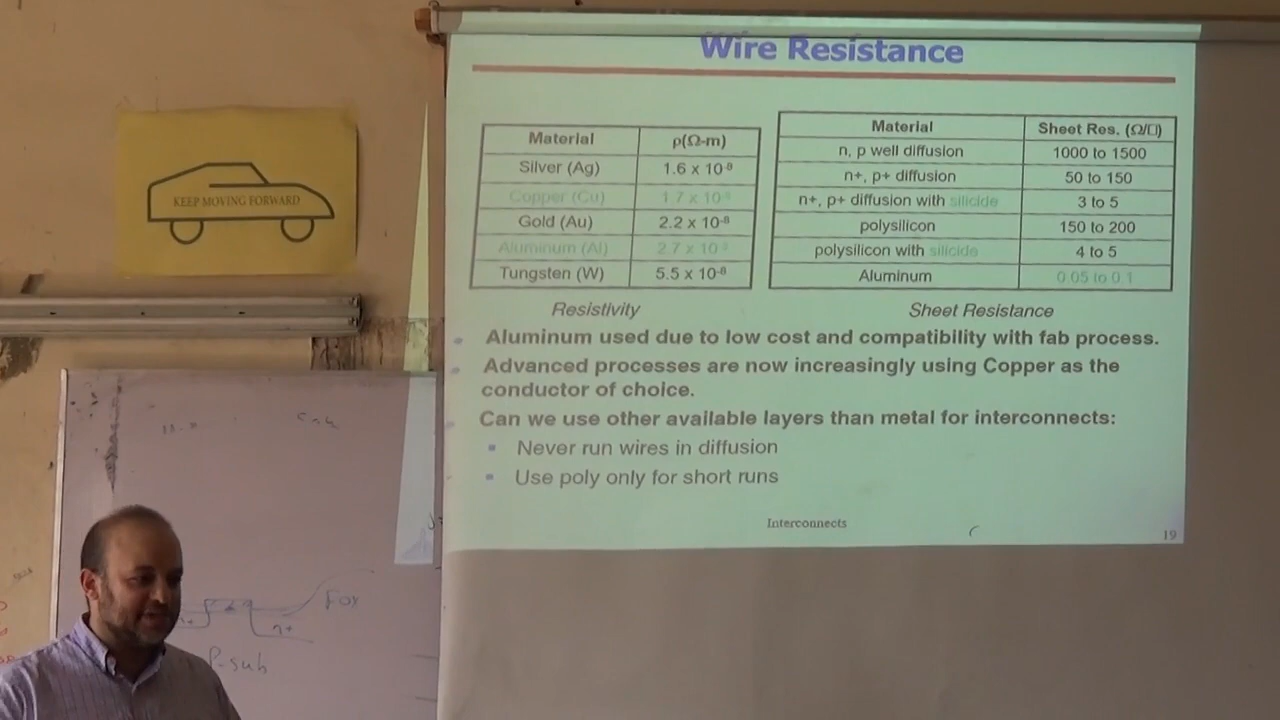 Wire Resistance
KEEP MOVING FORWARD
Material ρ(Ω-m)
Silver (Ag) 1.6 x 10⁻⁸
Copper (Cu) 1.7 x 10⁻⁸
Gold (Au) 2.2 x 10⁻⁸
Aluminum (Al) 2.7 x 10⁻⁸
Tungsten (W) 5.5 x 10⁻⁸
Resistivity
Material Sheet Res. (Ω/□)
n, p well diffusion 1000 to 1500
n+, p+ diffusion 50 to 150
n+, p+ diffusion with silicide 3 to 5
polysilicon 150 to 200
polysilicon with silicide 4 to 5
Aluminum 0.05 to 0.1
Sheet Resistance
Aluminum used due to low cost and compatibility with fab process.
Advanced processes are now increasingly using Copper as the
conductor of choice.
Can we use other available layers than metal for interconnects:
Never run wires in diffusion
Use poly only for short runs
Interconnects
19
Fox
n+
P-sub